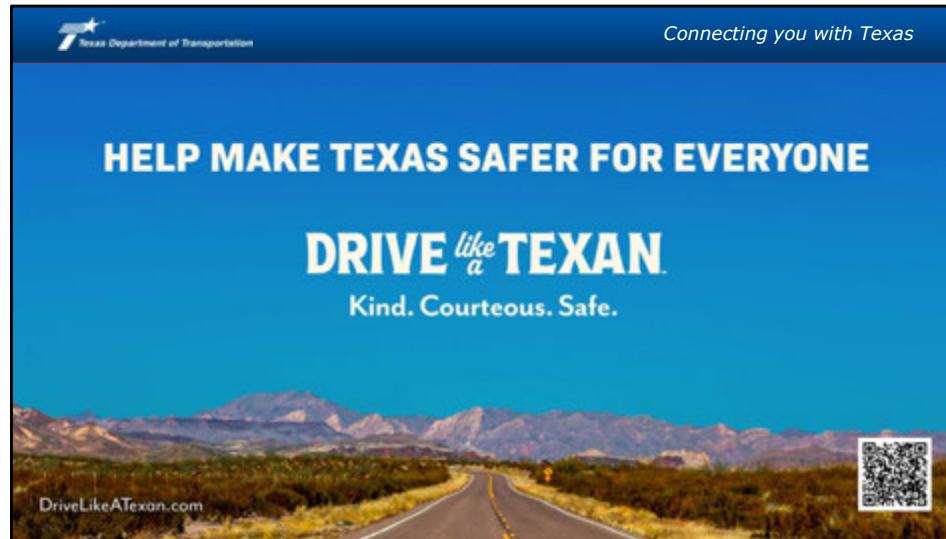 Texas Department of Transportation
Connecting you with Texas
HELP MAKE TEXAS SAFER FOR EVERYONE
DRIVE like a TEXAN
Kind. Courteous. Safe.
DriveLikeATexan.com